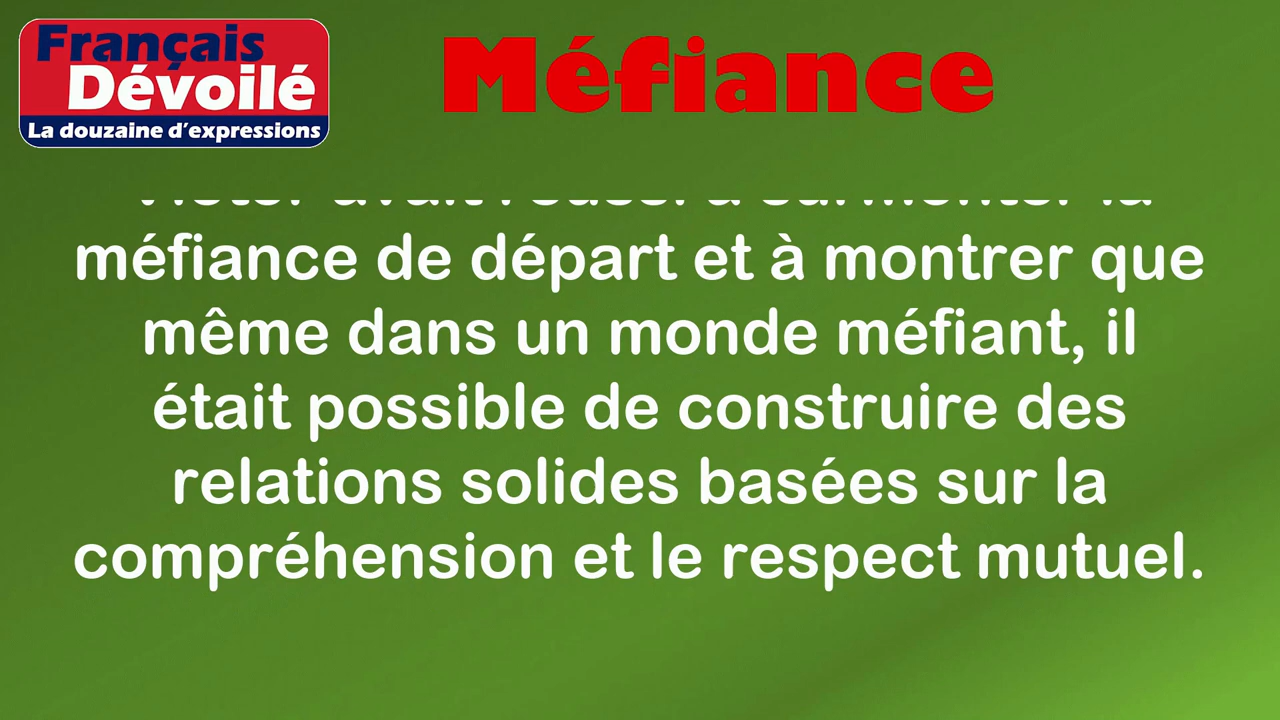 Français
Dévoilé
La douzaine d'expressions
Méfiance
méfiance de départ et à montrer que
même dans un monde méfiant, il
était possible de construire des
relations solides basées sur la
compréhension et le respect mutuel.